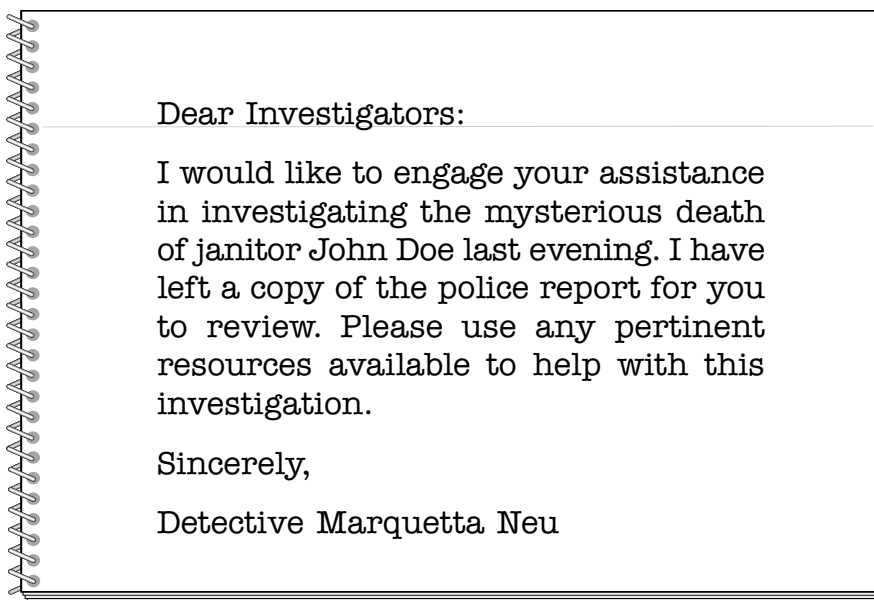 Dear Investigators:
I would like to engage your assistance
in investigating the mysterious death
of janitor John Doe last evening. I have
left a copy of the police report for you
to review. Please use any pertinent
resources available to help with this
investigation.
Sincerely,
Detective Marquetta Neu